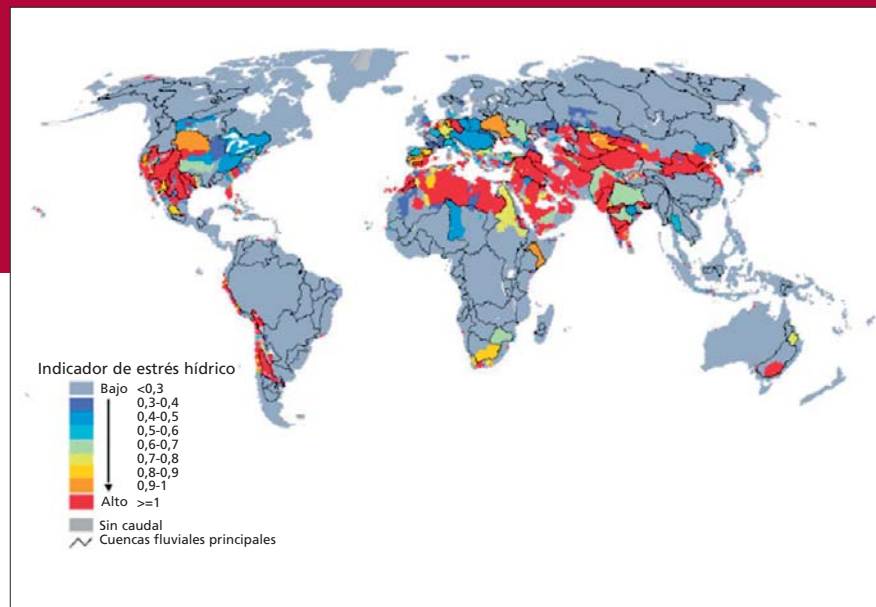 Indicador de estrés hídrico
Bajo <0,3
0,3-0,4
0,4-0,5
0,5-0,6
0,6-0,7
0,7-0,8
0,8-0,9
0,9-1
Alto >=1
Sin caudal
Cuencas fluviales principales